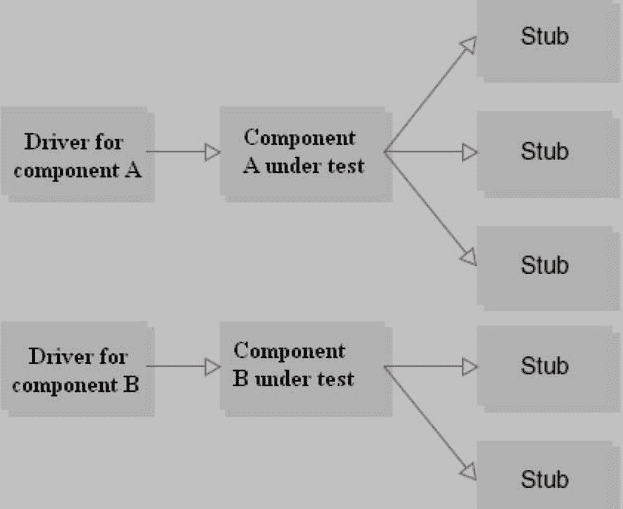 Stub
Driver for
component A
Component
A under test
Stub
Stub
Driver for
component B
Component
B under test
Stub
Stub